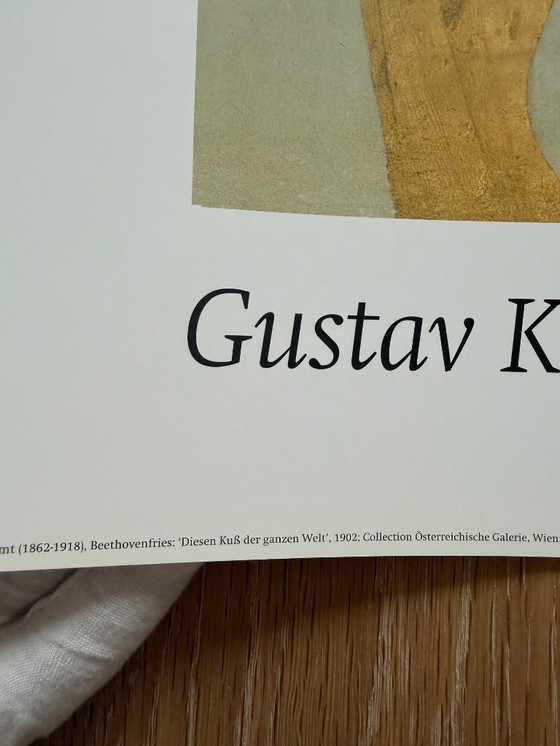 Gustav K
mt (1862-1918), Beethovenfries: ‘Diesen Kuß der ganzen Welt’, 1902; Collection Österreichische Galerie, Wien